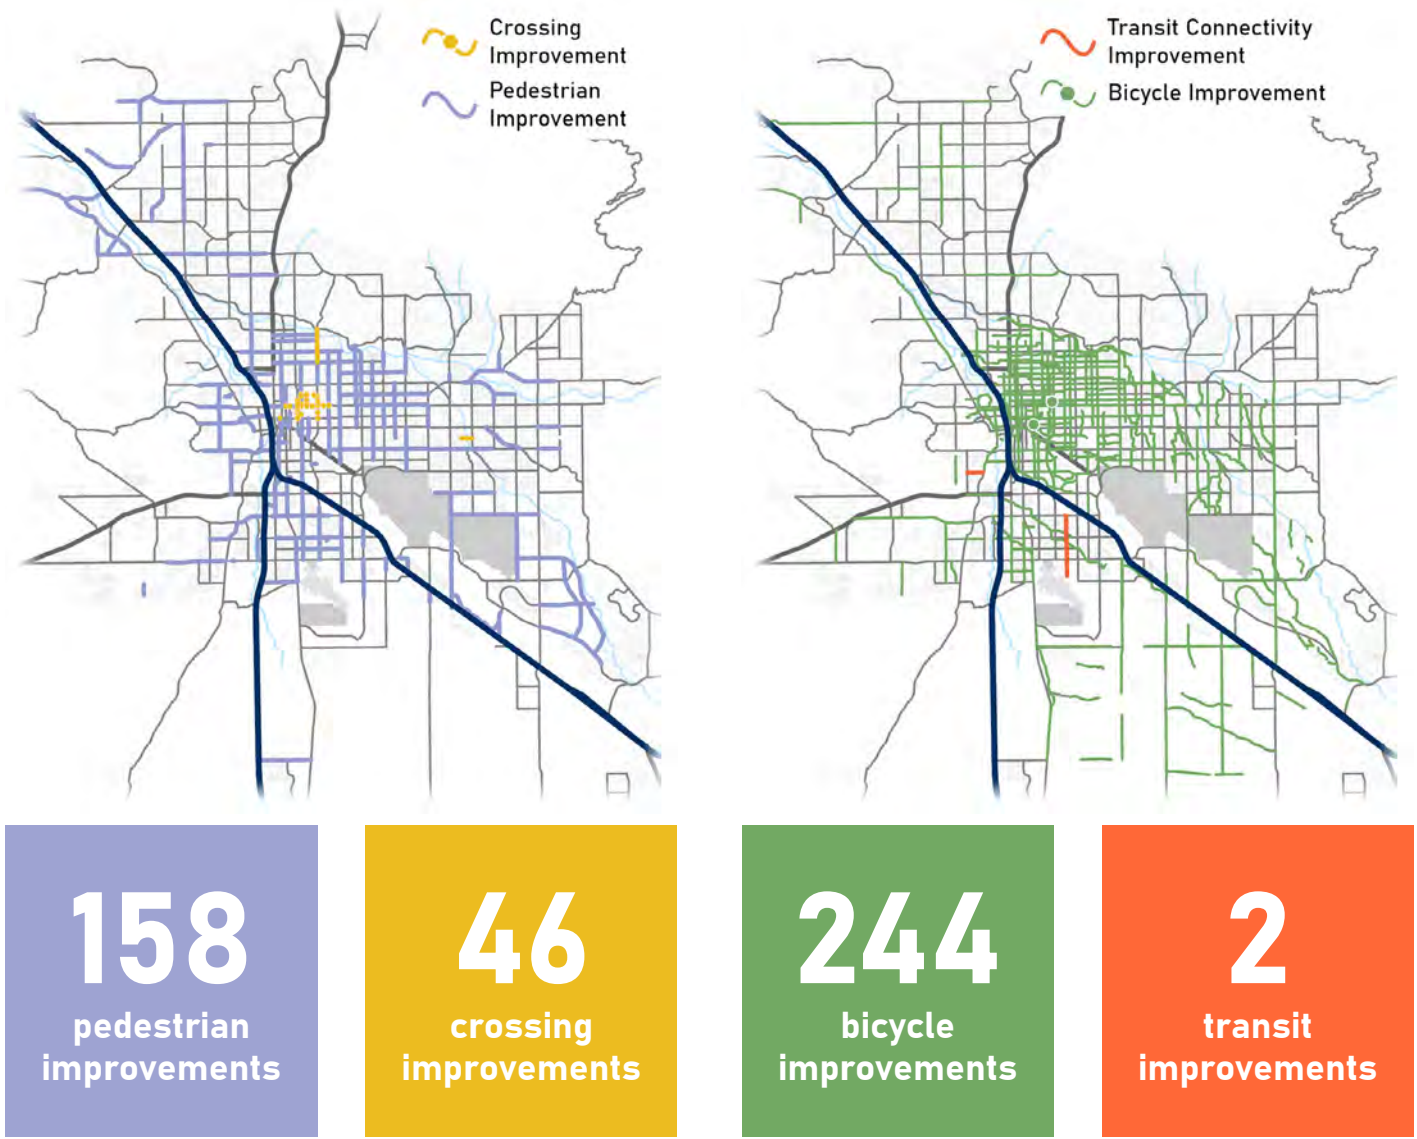 Crossing
Improvement
Pedestrian
Improvement
Transit Connectivity
Improvement
Bicycle Improvement
158
pedestrian
improvements
46
crossing
improvements
244
bicycle
improvements
2
transit
improvements